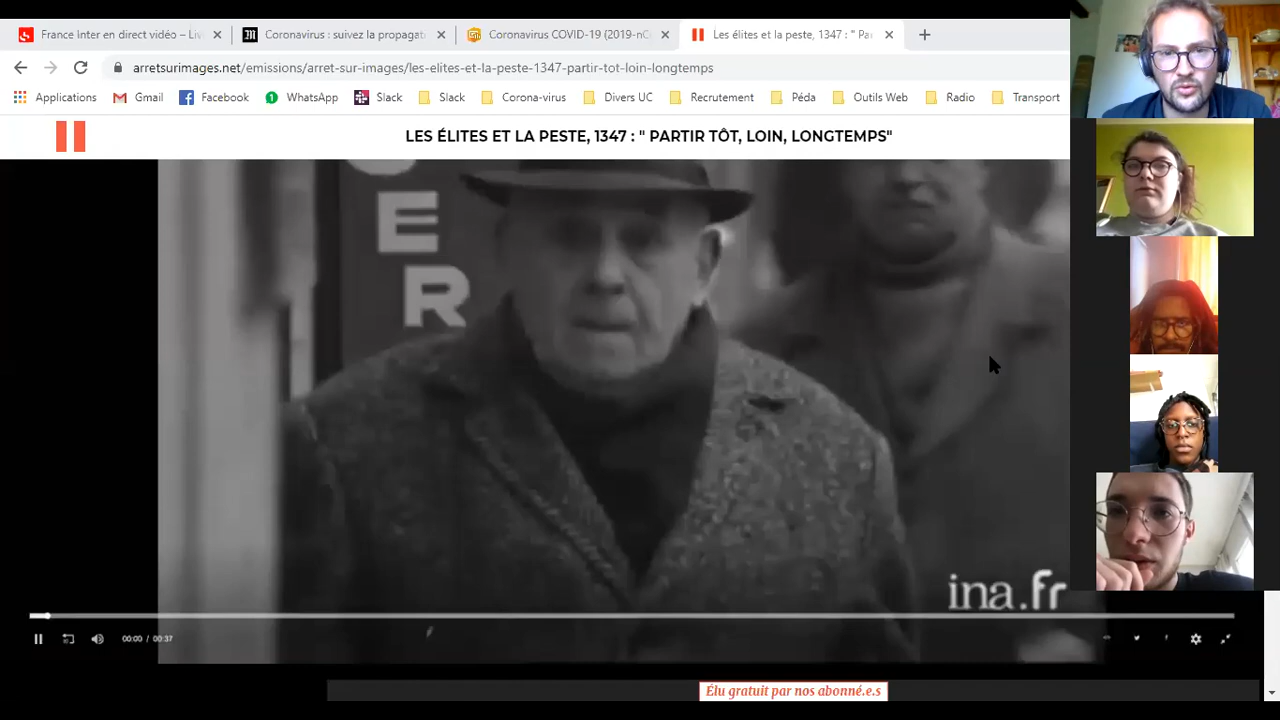 France Inter en direct vidéo – Liv
Coronavirus : suivez la propagat
Coronavirus COVID-19 (2019-nC
Les élites et la peste, 1347 : " Pa
arretsurimages.net/emissions/arret-sur-images/les-elites-et-la-peste-1347-partir-tot-loin-longtemps
Applications
Gmail
Facebook
WhatsApp
Slack
Slack
Corona-virus
Divers UC
Recrutement
Péda
Outils Web
Radio
Transport
LES ÉLITES ET LA PESTE, 1347 : " PARTIR TÔT, LOIN, LONGTEMPS"
E
R
ina.fr
00:00 / 00:37
Élu gratuit par nos abonné.e.s